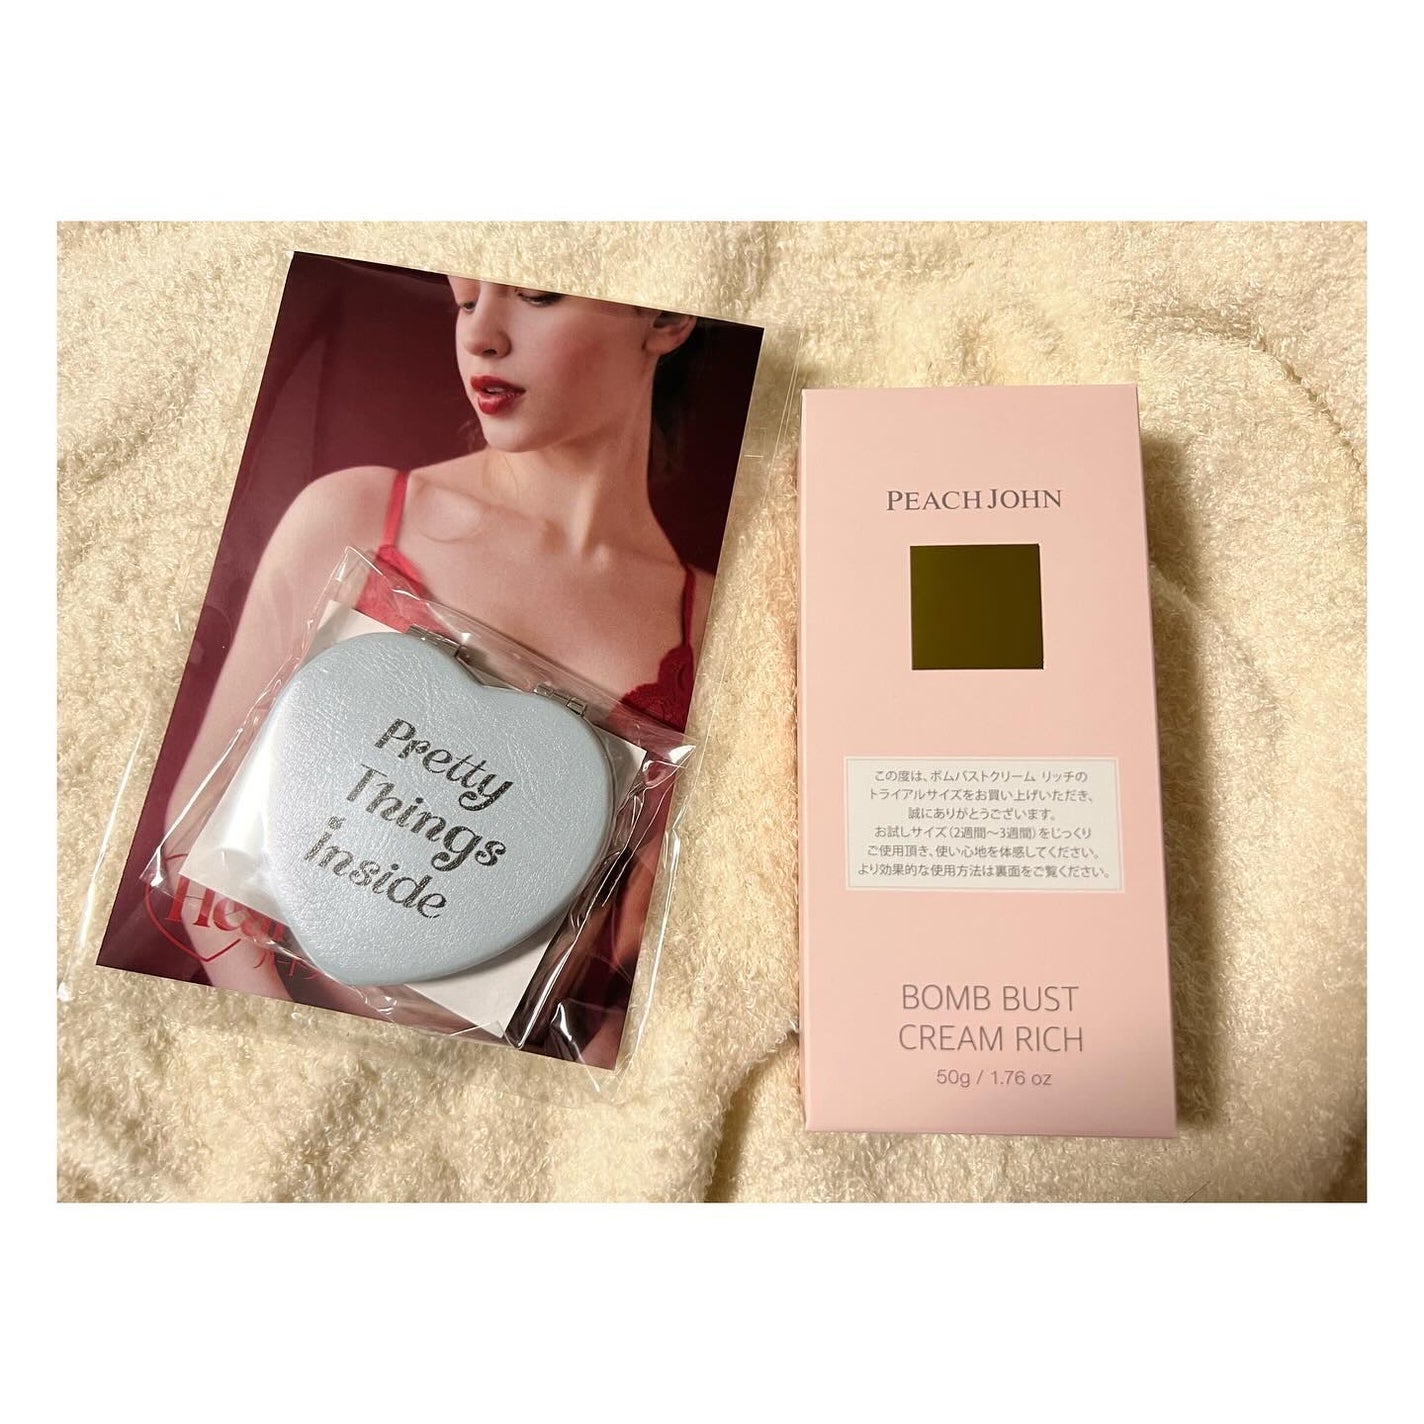 Pretty
Things
inside
PEACH JOHN
この度は、ボムバストクリーム リッチの
トライアルサイズをお買い上げいただき、
誠にありがとうございます。
お試しサイズ(2週間〜3週間)をじっくり
ご使用頂き、使い心地を体感してください。
より効果的な使用方法は裏面をご覧ください。
BOMB BUST
CREAM RICH
50g / 1.76 oz